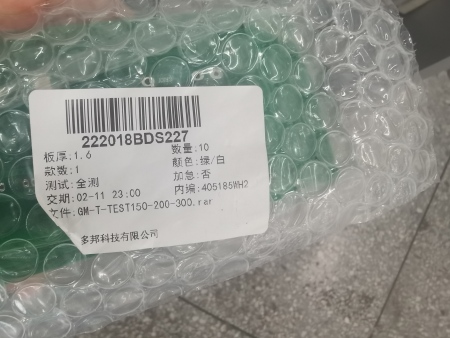 222018BDS227
板厚:1.6 数量:10
款数:1 颜色:绿/白
测试:全测 加急:否
交期:02-11 23:00 内编:405185WH2
文件:GM-T-TEST150-200-300.rar
多邦科技有限公司